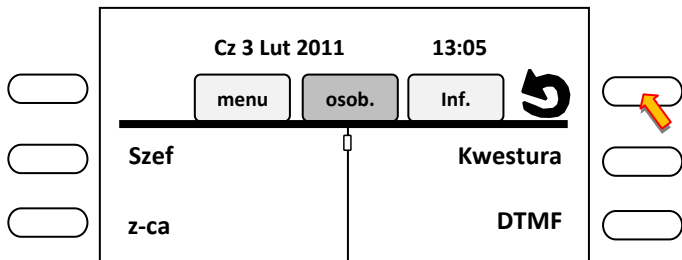 Cz 3 Lut 2011 13:05
menu osob. Inf.
Szef Kwestura
z-ca DTMF